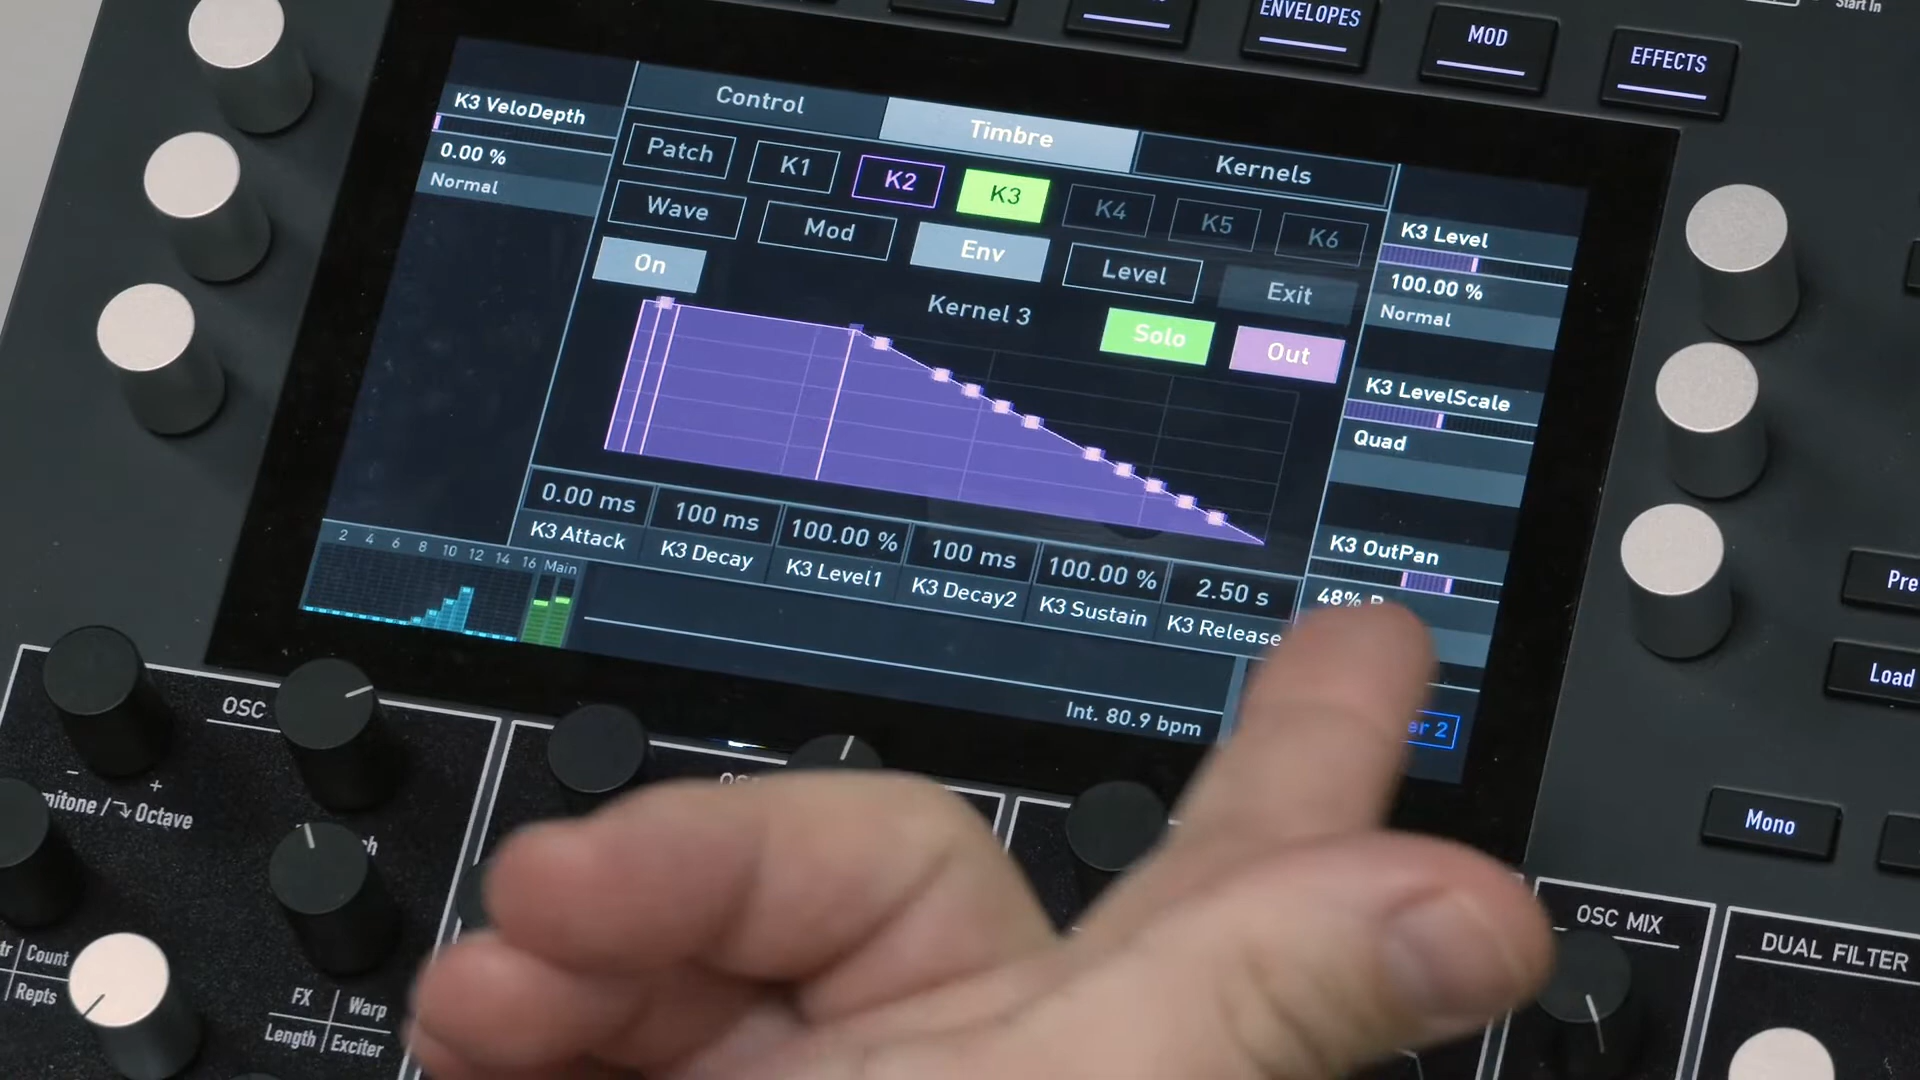 Start In
ENVELOPES
MOD
EFFECTS
K3 VeloDepth
0.00 %
Normal
Control
Timbre
Kernels
Patch
K1
K2
K3
K4
K5
K6
Wave
Mod
Env
Level
Exit
On
Kernel 3
Solo
Out
K3 Level
100.00 %
Normal
K3 LevelScale
Quad
K3 OutPan
48%
0.00 ms
100 ms
100.00 %
100 ms
100.00 %
2.50 s
K3 Attack
K3 Decay
K3 Level1
K3 Decay2
K3 Sustain
K3 Release
2 4 6 8 10 12 14 16 Main
Int. 80.9 bpm
er 2
Pre
Load
Mono
OSC
- +
mitone / Octave
Count
Repts
FX | Warp
Length | Exciter
OSC MIX
DUAL FILTER